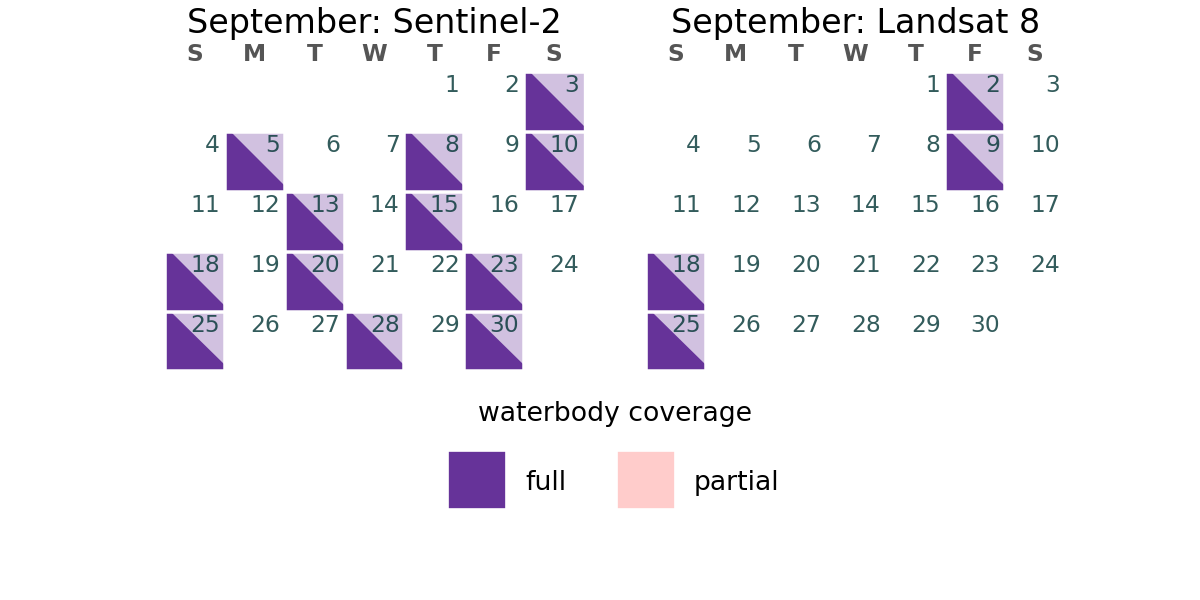 September: Sentinel-2
S M T W T F S
1 2 3
4 5 6 7 8 9 10
11 12 13 14 15 16 17
18 19 20 21 22 23 24
25 26 27 28 29 30
September: Landsat 8
S M T W T F S
1 2 3
4 5 6 7 8 9 10
11 12 13 14 15 16 17
18 19 20 21 22 23 24
25 26 27 28 29 30
waterbody coverage
full partial